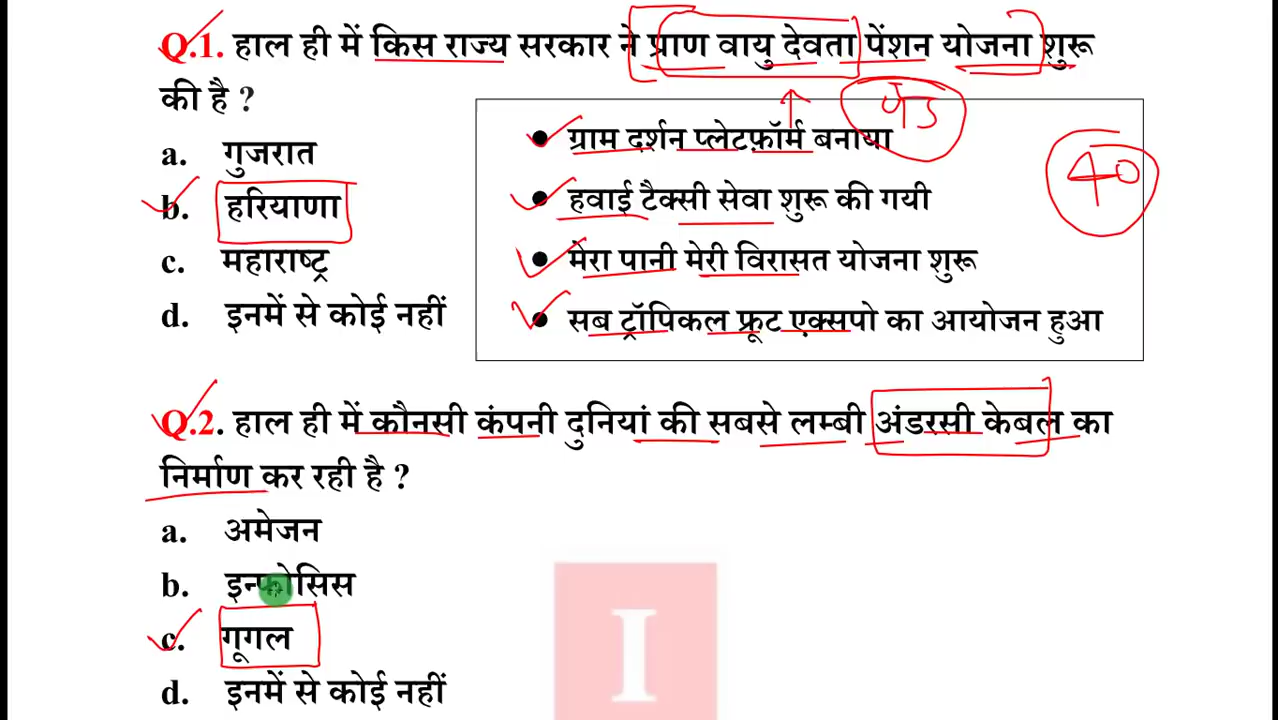 Q.1. हाल ही में किस राज्य सरकार ने प्राण वायु देवता पेंशन योजना शुरू
की है ?
a. गुजरात
b. हरियाणा
c. महाराष्ट्र
d. इनमें से कोई नहीं
● ग्राम दर्शन प्लेटफ़ॉर्म बनाया
● हवाई टैक्सी सेवा शुरू की गयी
● मेरा पानी मेरी विरासत योजना शुरू
● सब ट्रॉपिकल फ्रूट एक्सपो का आयोजन हुआ
पेड
40
Q.2. हाल ही में कौनसी कंपनी दुनियां की सबसे लम्बी अंडरसी केबल का
निर्माण कर रही है ?
a. अमेजन
b. इन्फोसिस
c. गूगल
d. इनमें से कोई नहीं
I